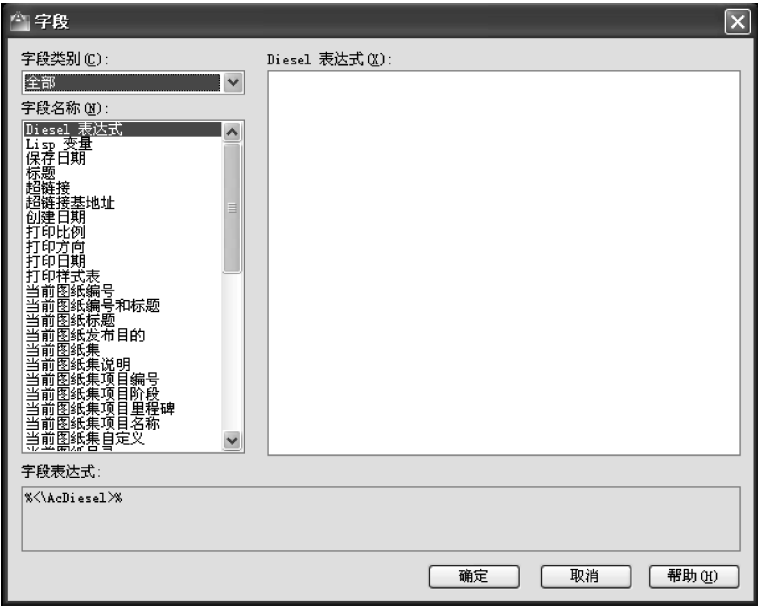 字段
字段类别(C):
全部
字段名称(N):
Diesel 表达式
Lisp 变量
保存日期
标题
超链接
超链接基地址
创建日期
打印比例
打印方向
打印日期
打印样式表
当前图纸编号
当前图纸编号和标题
当前图纸标题
当前图纸发布目的
当前图纸集
当前图纸集说明
当前图纸集项目编号
当前图纸集项目阶段
当前图纸集项目里程碑
当前图纸集项目名称
当前图纸集自定义
Diesel 表达式(X):
字段表达式:
%<\AcDiesel>%
确定
取消
帮助(H)